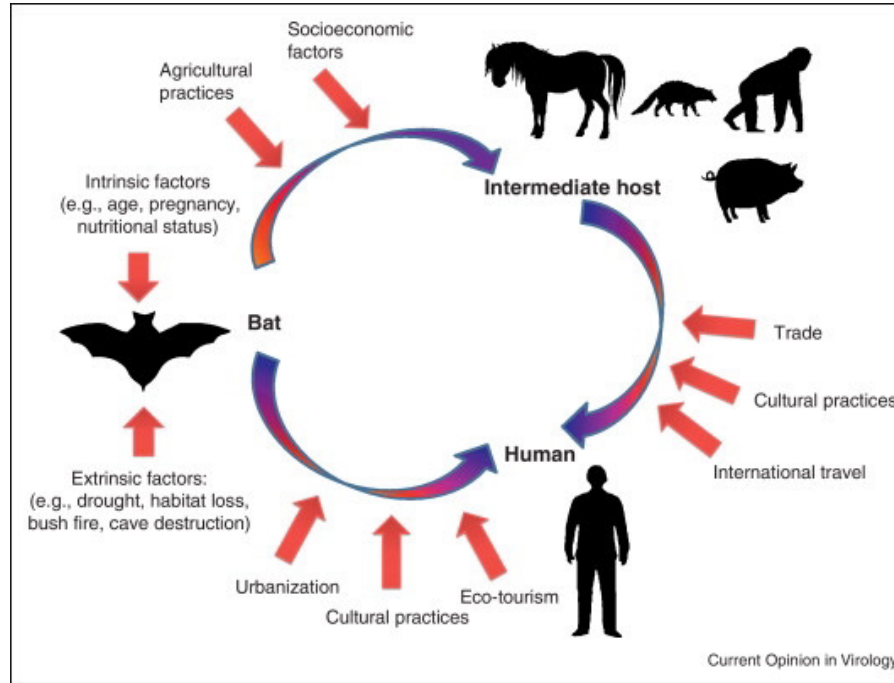 Socioeconomic
factors
Agricultural
practices
Intrinsic factors
(e.g., age, pregnancy,
nutritional status)
Intermediate host
Bat
Trade
Cultural practices
International travel
Human
Extrinsic factors:
(e.g., drought, habitat loss,
bush fire, cave destruction)
Urbanization
Cultural practices
Eco-tourism
Current Opinion in Virology